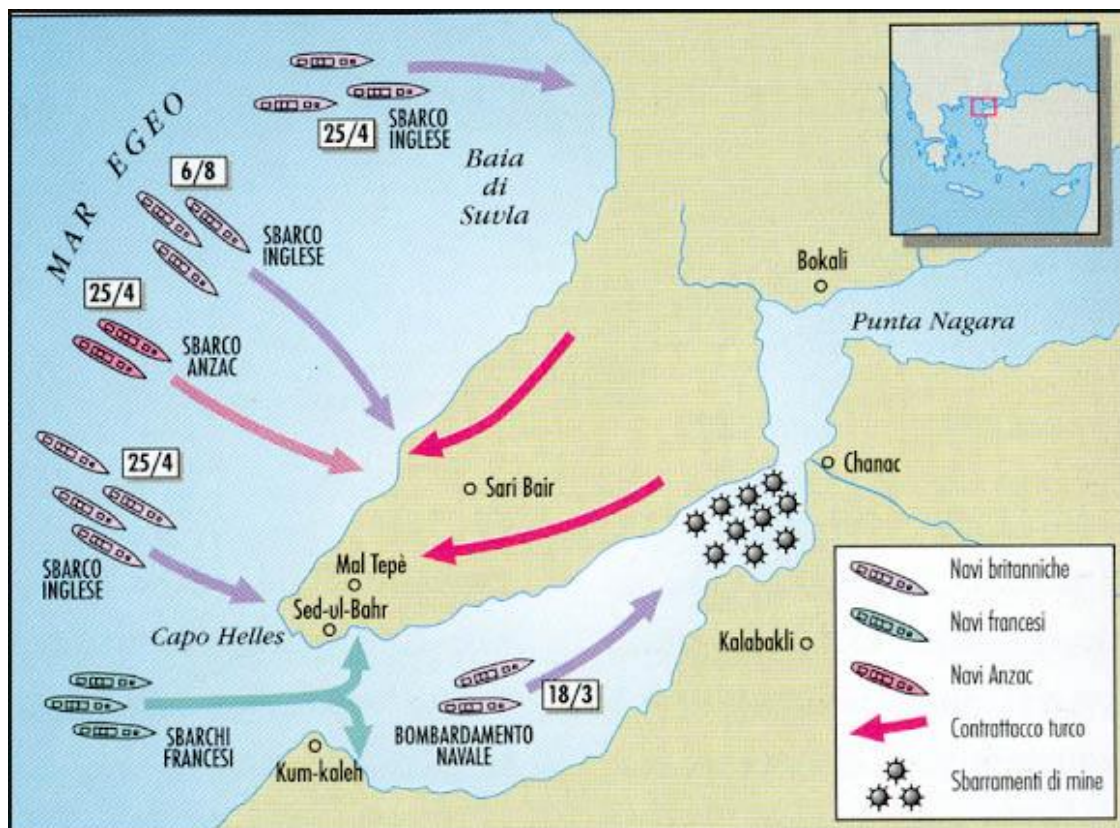 MAR EGEO
25/4
SBARCO
INGLESE
Baia
di
Suvla
6/8
SBARCO
INGLESE
25/4
SBARCO
ANZAC
25/4
SBARCO
INGLESE
Bokali
Punta Nagara
Chanac
Sari Bair
Mal Tepè
Sed-ul-Bahr
Capo Helles
Kalabakli
18/3
BOMBARDAMENTO
NAVALE
SBARCHI
FRANCESI
Kum-kaleh
Navi britanniche
Navi francesi
Navi Anzac
Contrattacco turco
Sbarramenti di mine